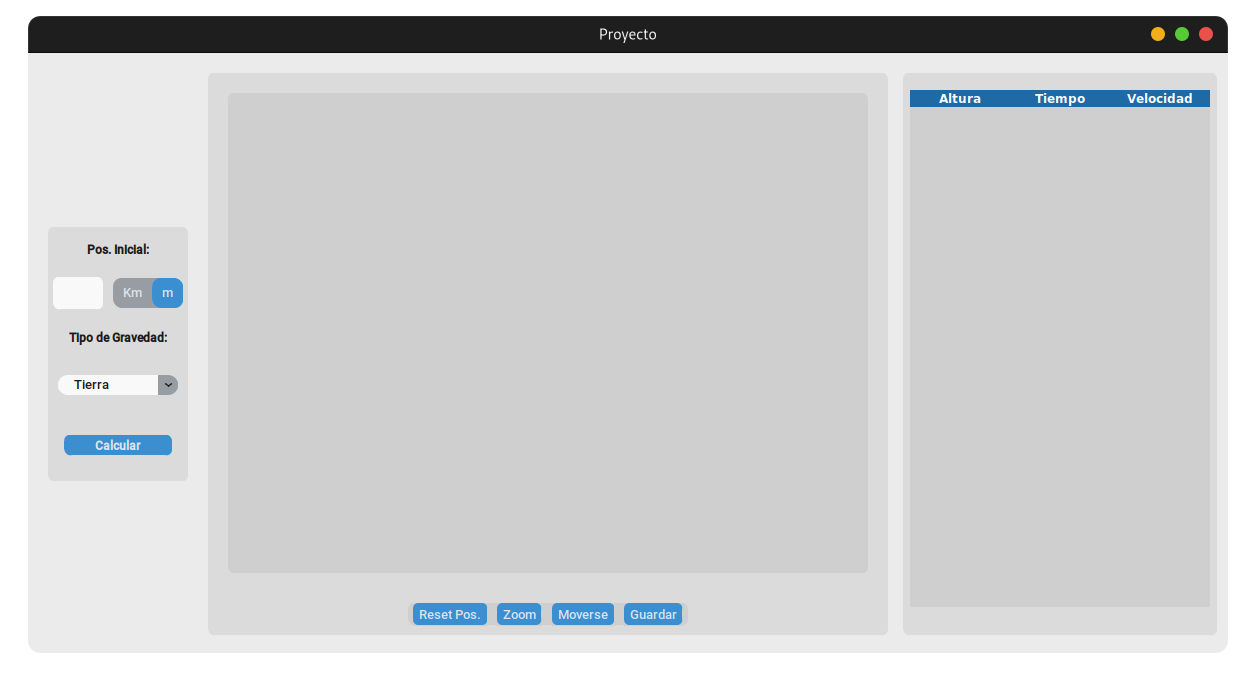 Proyecto
Pos. Inicial:
Km m
Tipo de Gravedad:
Tierra
Calcular
Reset Pos. Zoom Moverse Guardar
Altura Tiempo Velocidad